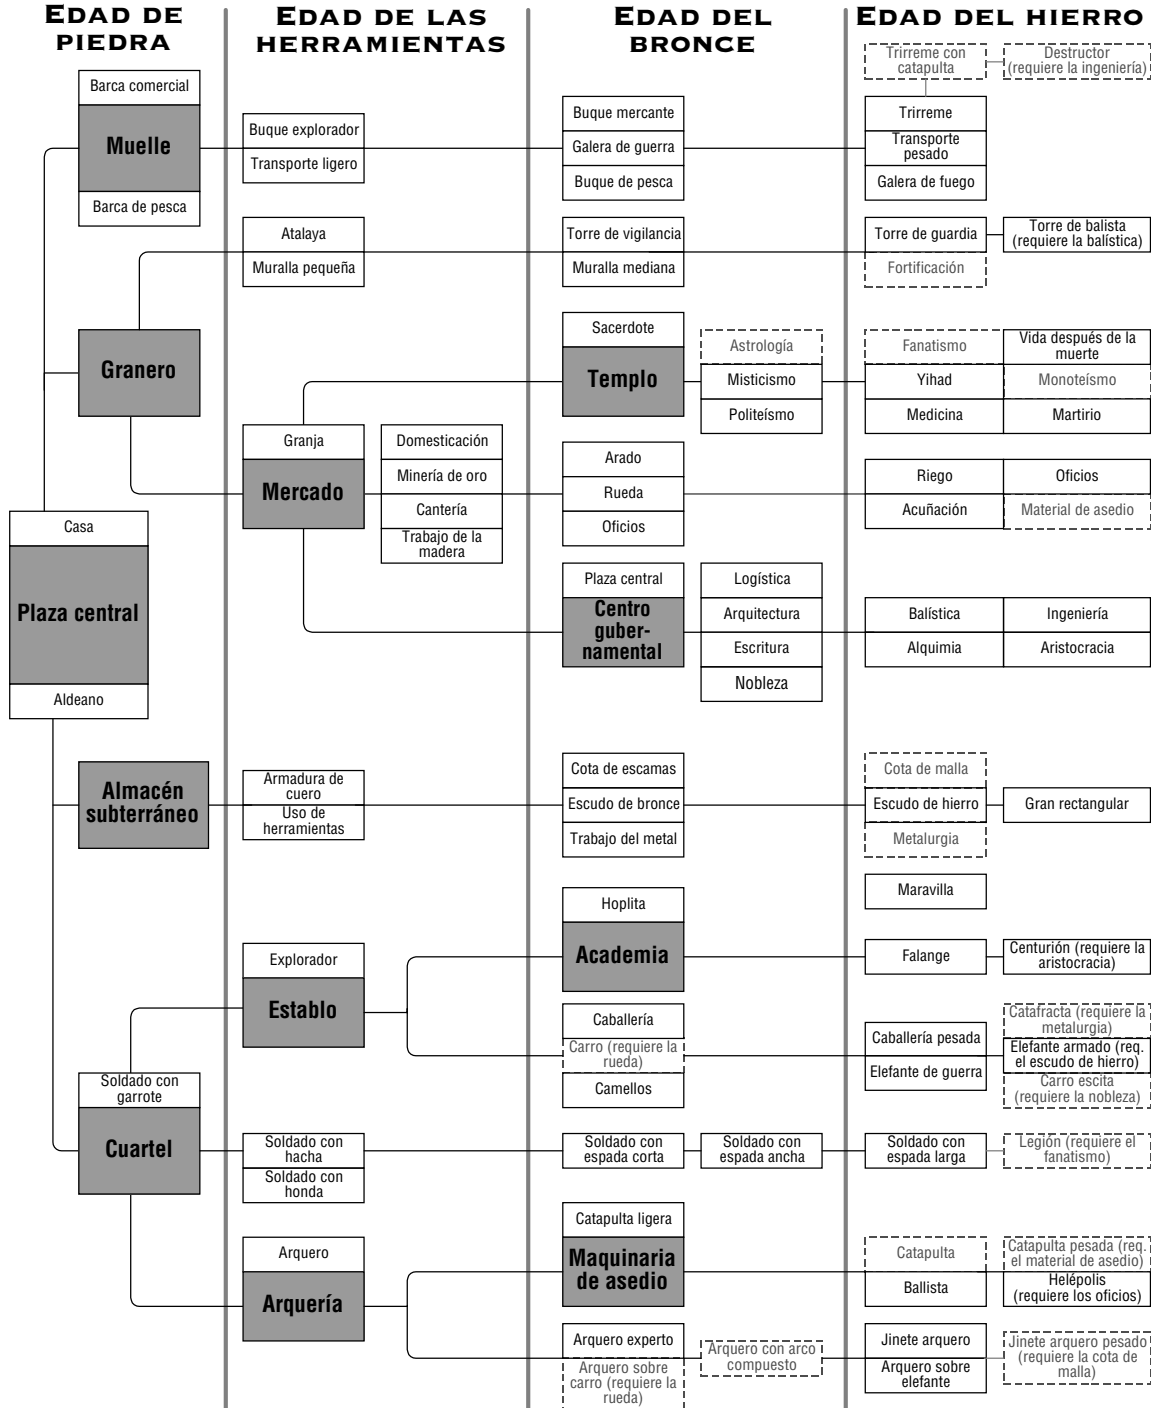 EDAD DE
PIEDRA
EDAD DE LAS
HERRAMIENTAS
EDAD DEL
BRONCE
EDAD DEL HIERRO
Trirreme con
catapulta
Destructor
(requiere la ingeniería)
Barca comercial
Muelle
Barca de pesca
Buque explorador
Transporte ligero
Buque mercante
Galera de guerra
Buque de pesca
Trirreme
Transporte
pesado
Galera de fuego
Atalaya
Muralla pequeña
Torre de vigilancia
Muralla mediana
Torre de guardia
Fortificación
Torre de balista
(requiere la balística)
Granero
Sacerdote
Templo
Astrología
Misticismo
Politeísmo
Fanatismo
Yihad
Medicina
Vida después de la
muerte
Monoteísmo
Martirio
Granja
Mercado
Domesticación
Minería de oro
Cantería
Trabajo de la
madera
Arado
Rueda
Oficios
Riego
Acuñación
Oficios
Material de asedio
Casa
Plaza central
Aldeano
Plaza central
Centro
guber-
namental
Logística
Arquitectura
Escritura
Nobleza
Balística
Alquimia
Ingeniería
Aristocracia
Almacén
subterráneo
Armadura de
cuero
Uso de
herramientas
Cota de escamas
Escudo de bronce
Trabajo del metal
Cota de malla
Escudo de hierro
Metalurgia
Gran rectangular
Maravilla
Hoplita
Academia
Falange
Centurión (requiere la
aristocracia)
Explorador
Establo
Caballería
Carro (requiere la
rueda)
Camellos
Caballería pesada
Elefante de guerra
Catafracta (requiere la
metalurgia)
Elefante armado (req.
el escudo de hierro)
Carro escita
(requiere la nobleza)
Soldado con
garrote
Cuartel
Soldado con
hacha
Soldado con
honda
Soldado con
espada corta
Soldado con
espada ancha
Soldado con
espada larga
Legión (requiere el
fanatismo)
Arquero
Arquería
Catapulta ligera
Maquinaria
de asedio
Catapulta
Ballista
Catapulta pesada (req.
el material de asedio)
Helépolis
(requiere los oficios)
Arquero experto
Arquero sobre
carro (requiere la
rueda)
Arquero con arco
compuesto
Jinete arquero
Arquero sobre
elefante
Jinete arquero pesado
(requiere la cota de
malla)